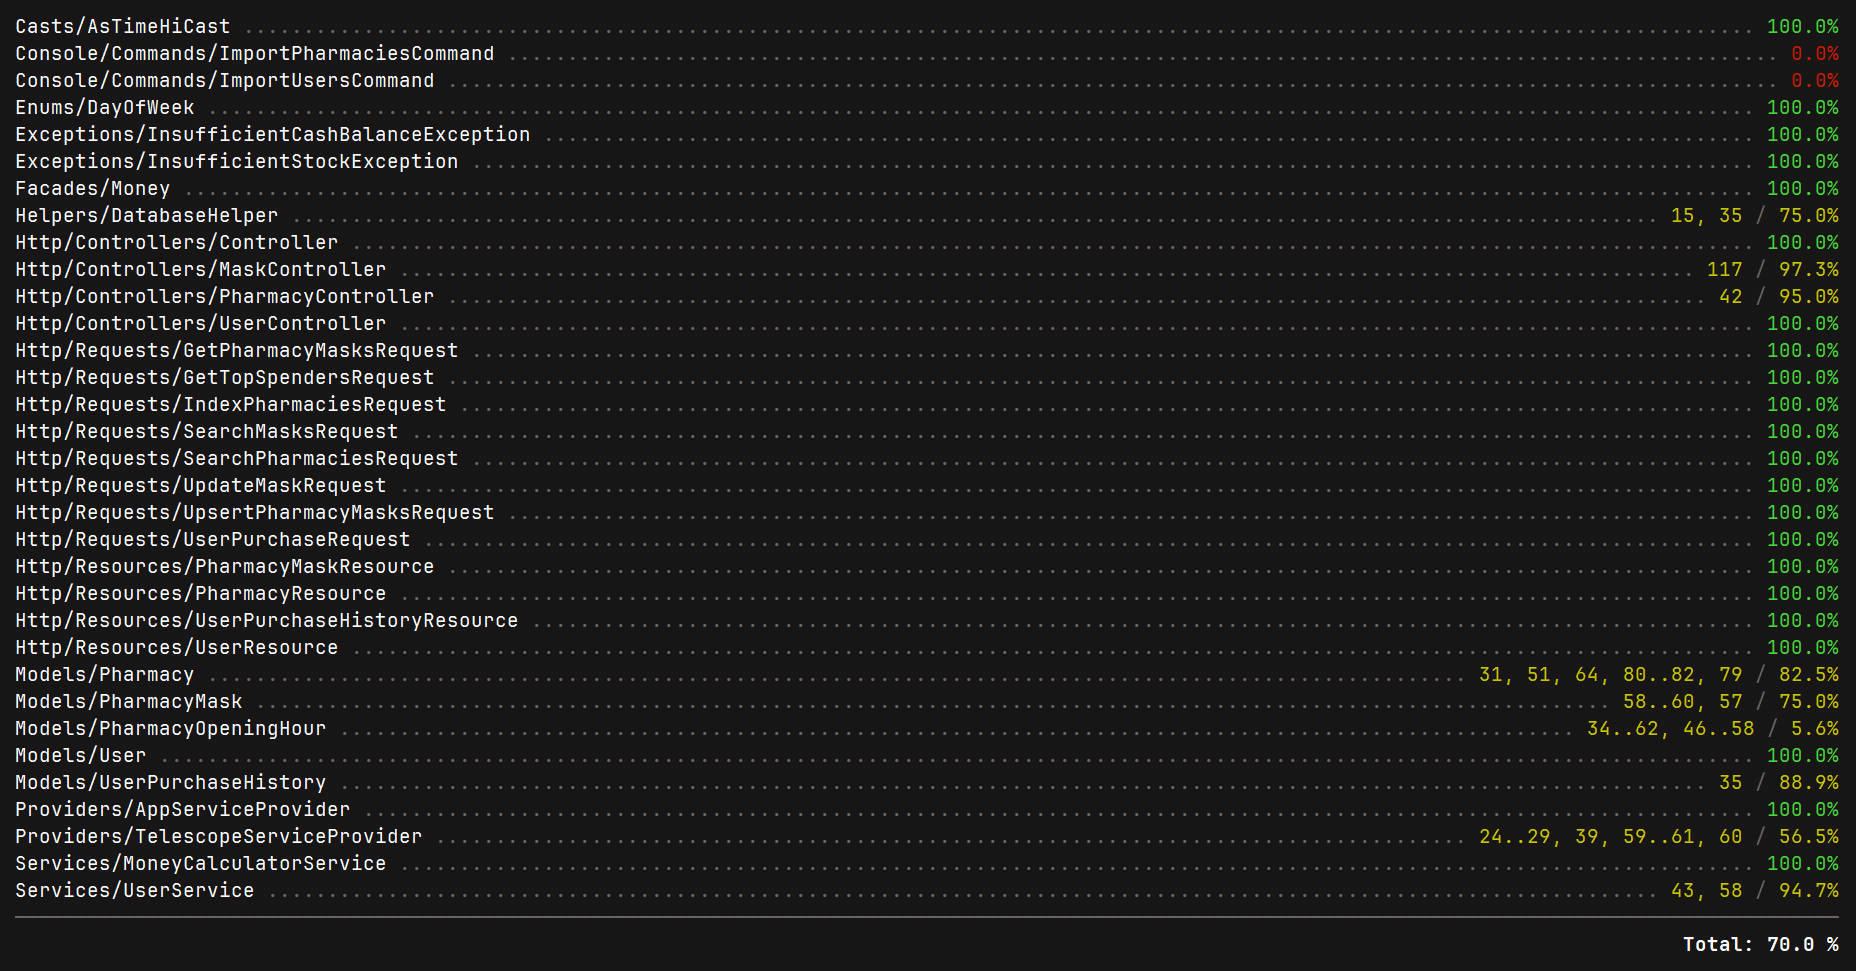 Casts/AsTimeHiCast ........ 100.0%
Console/Commands/ImportPharmaciesCommand ........ 0.0%
Console/Commands/ImportUsersCommand ........ 0.0%
Enums/DayOfWeek ........ 100.0%
Exceptions/InsufficientCashBalanceException ........ 100.0%
Exceptions/InsufficientStockException ........ 100.0%
Facades/Money ........ 100.0%
Helpers/DatabaseHelper ........ 15, 35 / 75.0%
Http/Controllers/Controller ........ 100.0%
Http/Controllers/MaskController ........ 117 / 97.3%
Http/Controllers/PharmacyController ........ 42 / 95.0%
Http/Controllers/UserController ........ 100.0%
Http/Requests/GetPharmacyMasksRequest ........ 100.0%
Http/Requests/GetTopSpendersRequest ........ 100.0%
Http/Requests/IndexPharmaciesRequest ........ 100.0%
Http/Requests/SearchMasksRequest ........ 100.0%
Http/Requests/SearchPharmaciesRequest ........ 100.0%
Http/Requests/UpdateMaskRequest ........ 100.0%
Http/Requests/UpsertPharmacyMasksRequest ........ 100.0%
Http/Requests/UserPurchaseRequest ........ 100.0%
Http/Resources/PharmacyMaskResource ........ 100.0%
Http/Resources/PharmacyResource ........ 100.0%
Http/Resources/UserPurchaseHistoryResource ........ 100.0%
Http/Resources/UserResource ........ 100.0%
Models/Pharmacy ........ 31, 51, 64, 80..82, 79 / 82.5%
Models/PharmacyMask ........ 58..60, 57 / 75.0%
Models/PharmacyOpeningHour ........ 34..62, 46..58 / 5.6%
Models/User ........ 100.0%
Models/UserPurchaseHistory ........ 35 / 88.9%
Providers/AppServiceProvider ........ 100.0%
Providers/TelescopeServiceProvider ........ 24..29, 39, 59..61, 60 / 56.5%
Services/MoneyCalculatorService ........ 100.0%
Services/UserService ........ 43, 58 / 94.7%
Total: 70.0 %